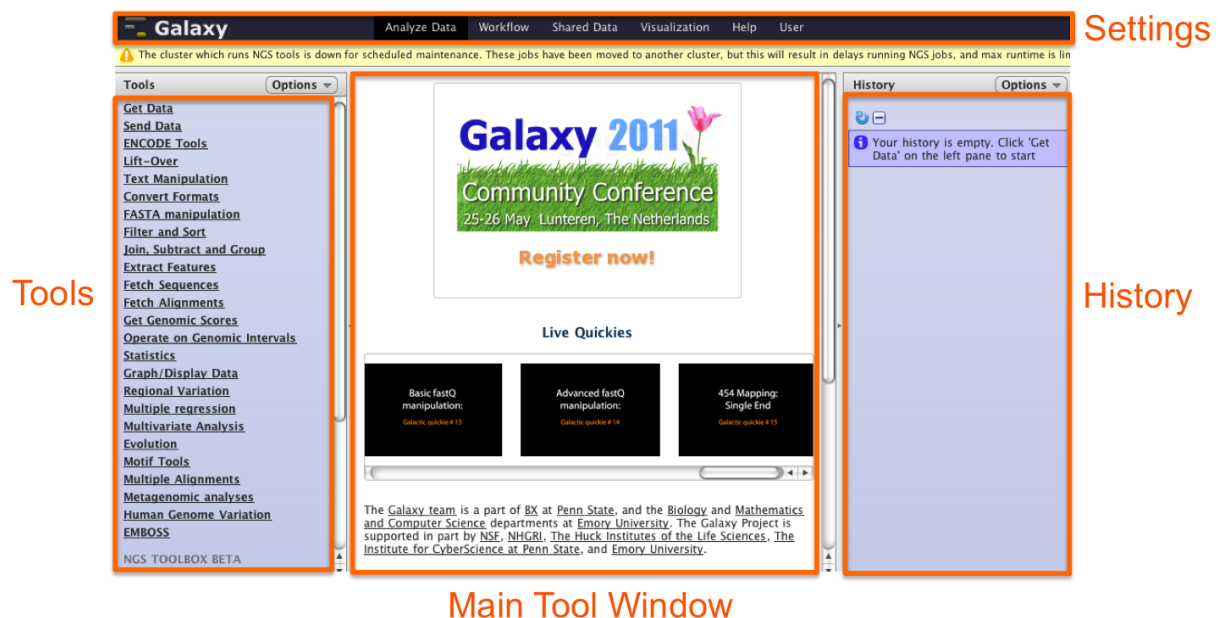 Galaxy
Analyze Data Workflow Shared Data Visualization Help User
Settings
The cluster which runs NGS tools is down for scheduled maintenance. These jobs have been moved to another cluster, but this will result in delays running NGS jobs, and max runtime is lim
Tools
Options
Get Data
Send Data
ENCODE Tools
Lift-Over
Text Manipulation
Convert Formats
FASTA manipulation
Filter and Sort
Join, Subtract and Group
Extract Features
Fetch Sequences
Fetch Alignments
Get Genomic Scores
Operate on Genomic Intervals
Statistics
Graph/Display Data
Regional Variation
Multiple regression
Multivariate Analysis
Evolution
Motif Tools
Multiple Alignments
Metagenomic analyses
Human Genome Variation
EMBOSS
NGS TOOLBOX BETA
Tools
Galaxy 2011
Community Conference
25-26 May Lunteren, The Netherlands
Register now!
Live Quickies
Basic fastQ
manipulation:
Galactic quickie # 13
Advanced fastQ
manipulation:
Galactic quickie # 14
454 Mapping:
Single End
Galactic quickie # 15
The Galaxy team is a part of BX at Penn State, and the Biology and Mathematics
and Computer Science departments at Emory University. The Galaxy Project is
supported in part by NSF, NHGRI, The Huck Institutes of the Life Sciences, The
Institute for CyberScience at Penn State, and Emory University.
Main Tool Window
History
Options
Your history is empty. Click 'Get
Data' on the left pane to start
History